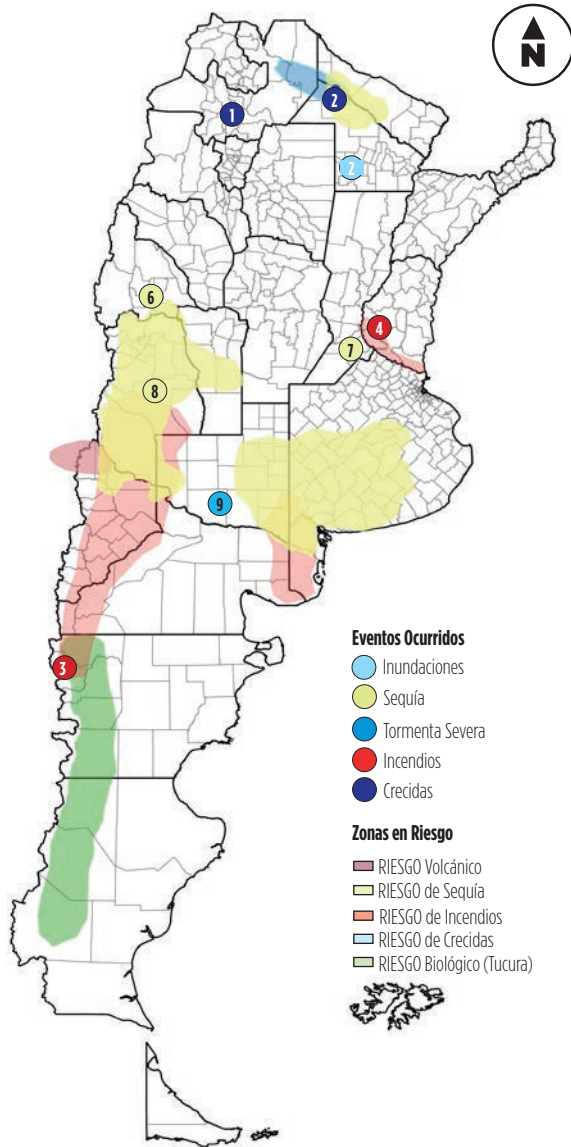 N
1
2
2
6
4
7
8
9
3
Eventos Ocurridos
Inundaciones
Sequía
Tormenta Severa
Incendios
Crecidas
Zonas en Riesgo
RIESGO Volcánico
RIESGO de Sequía
RIESGO de Incendios
RIESGO de Crecidas
RIESGO Biológico (Tucura)